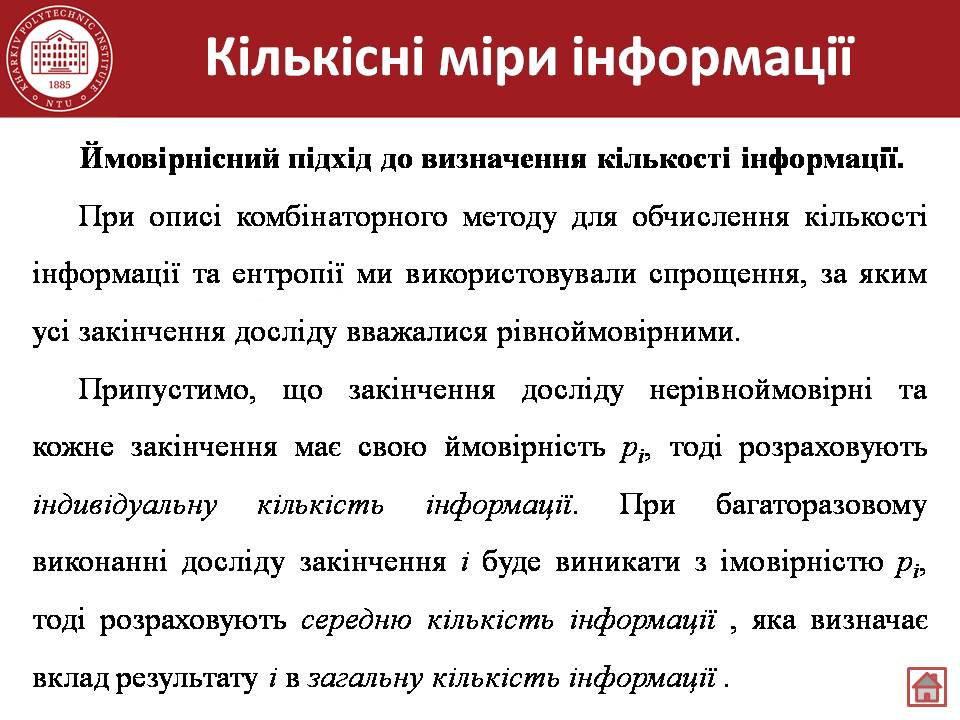 KHARKIV POLYTECHNIC INSTITUTE
1885
NTU
Кількісні міри інформації
Ймовірнісний підхід до визначення кількості інформації.
При описі комбінаторного методу для обчислення кількості
інформації та ентропії ми використовували спрощення, за яким
усі закінчення досліду вважалися рівноймовірними.
Припустимо, що закінчення досліду нерівноймовірні та
кожне закінчення має свою ймовірність pi, тоді розраховують
індивідуальну кількість інформації. При багаторазовому
виконанні досліду закінчення i буде виникати з імовірністю pi,
тоді розраховують середню кількість інформації , яка визначає
вклад результату i в загальну кількість інформації .